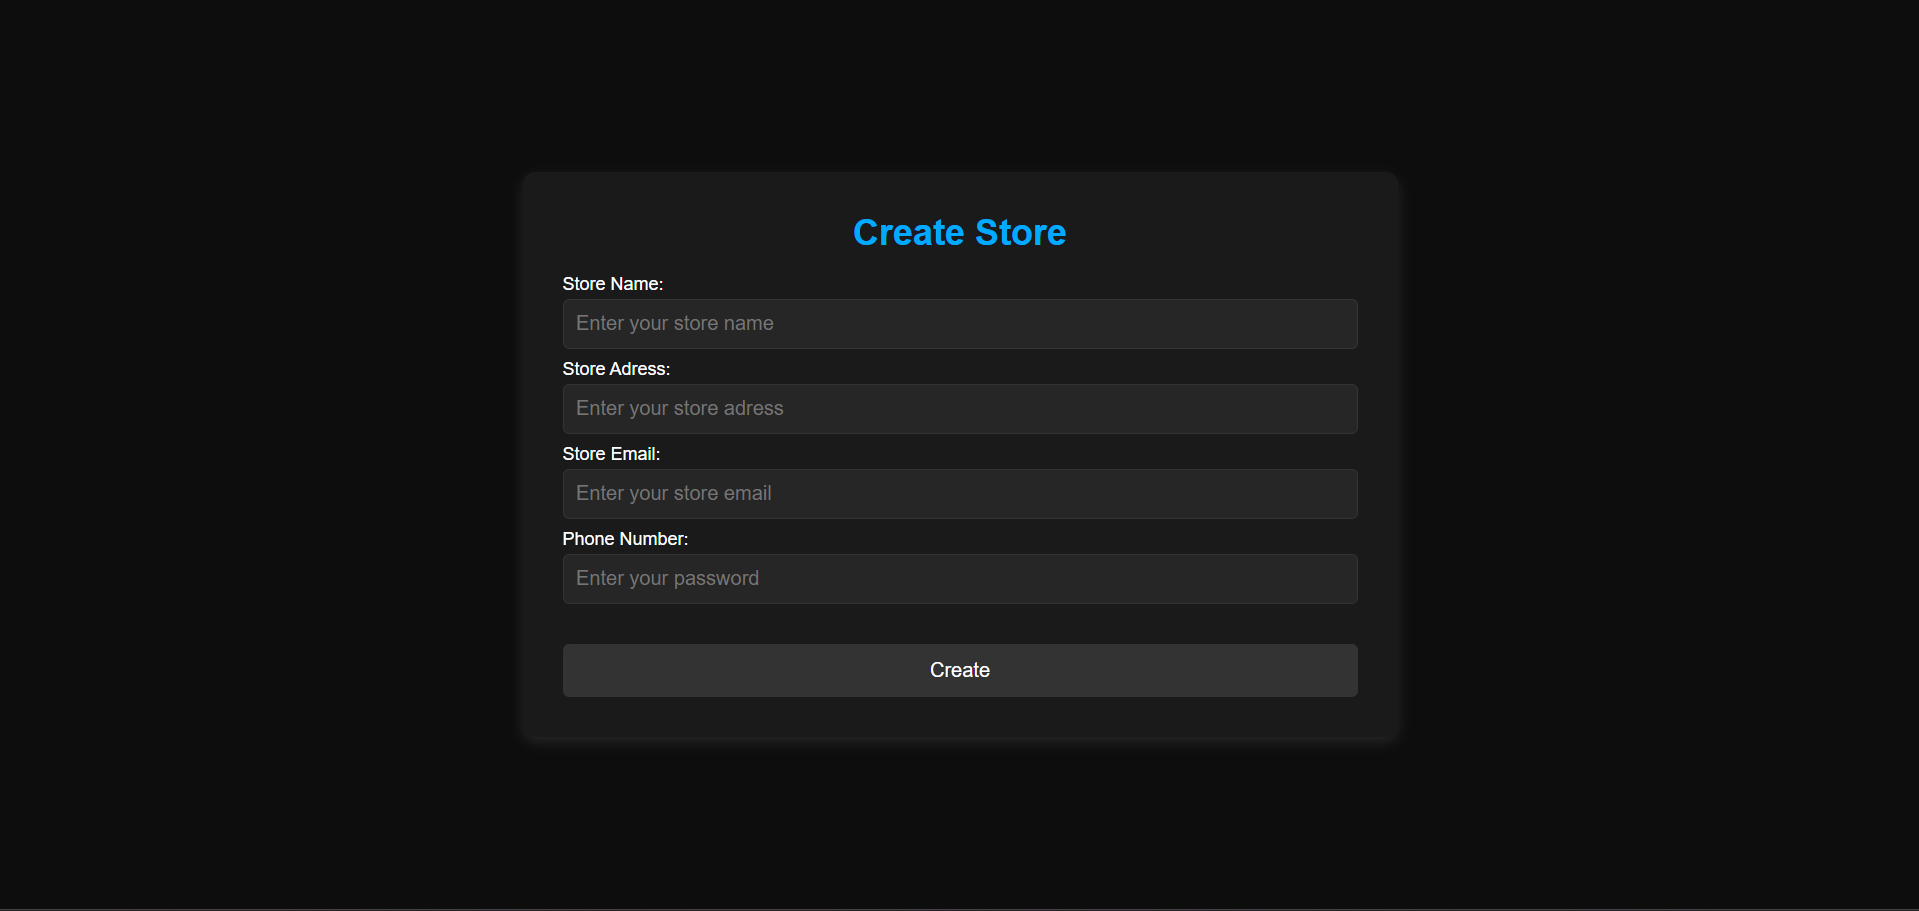 Create Store
Store Name:
Enter your store name
Store Adress:
Enter your store adress
Store Email:
Enter your store email
Phone Number:
Enter your password
Create